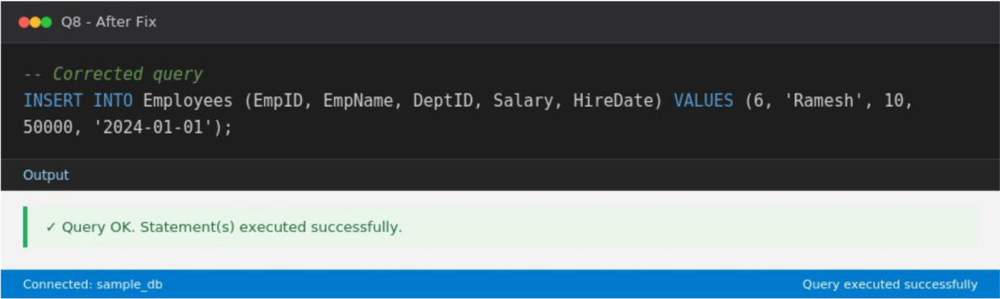 Q8 - After Fix
-- Corrected query
INSERT INTO Employees (EmpID, EmpName, DeptID, Salary, HireDate) VALUES (6, 'Ramesh', 10,
50000, '2024-01-01');
Output
✓ Query OK. Statement(s) executed successfully.
Connected: sample_db
Query executed successfully